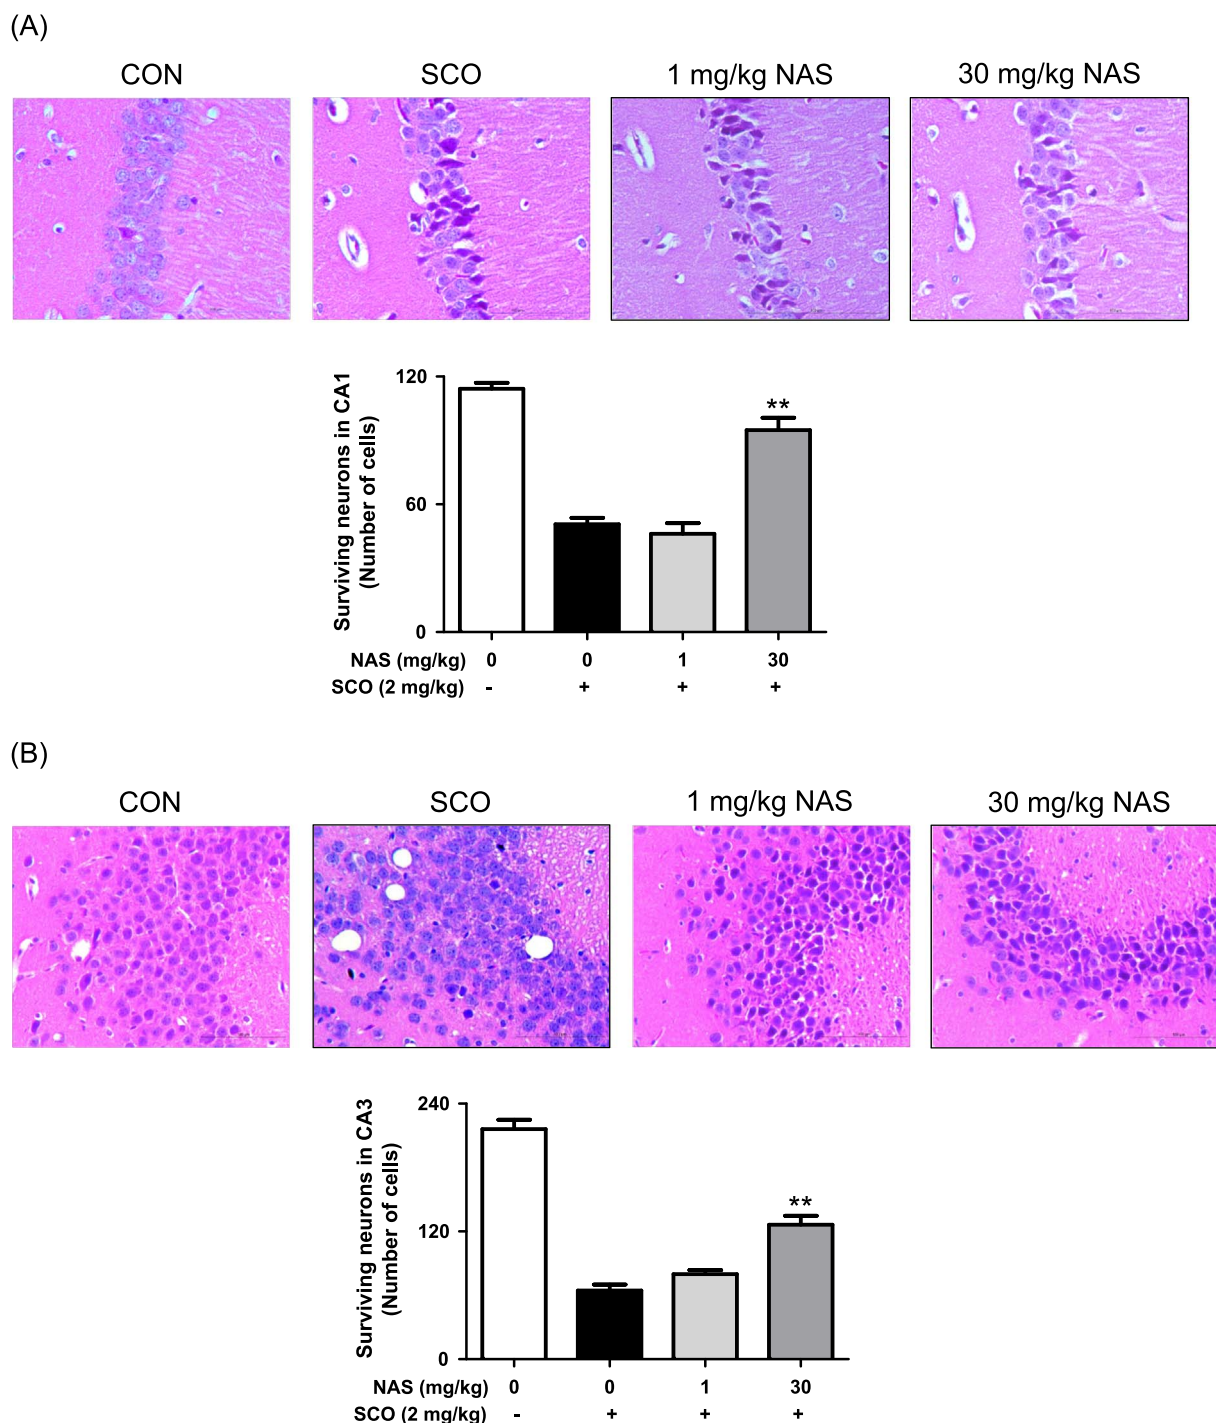 (A)
CON SCO 1 mg/kg NAS 30 mg/kg NAS
Surviving neurons in CA1
(Number of cells)
120
**
60
0
NAS (mg/kg) 0 0 1 30
SCO (2 mg/kg) - + + +
(B)
CON SCO 1 mg/kg NAS 30 mg/kg NAS
Surviving neurons in CA3
(Number of cells)
240
**
120
0
NAS (mg/kg) 0 0 1 30
SCO (2 mg/kg) - + + +